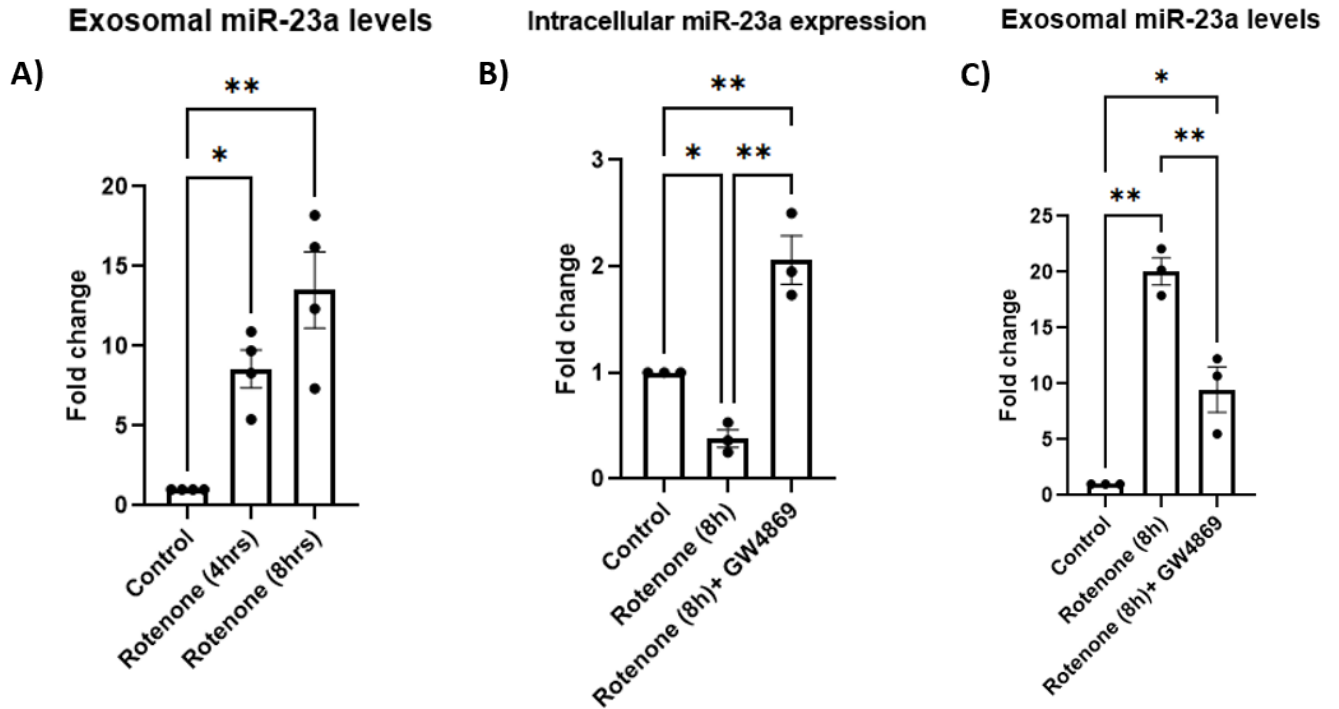 Exosomal miR-23a levels
Intracellular miR-23a expression
Exosomal miR-23a levels
A)
**
*
20
15
10
5
0
Fold change
Control
Rotenone (4hrs)
Rotenone (8hrs)
B)
**
*
**
3
2
1
0
Fold change
Control
Rotenone (8h)
Rotenone (8h)+ GW4869
C)
*
**
**
25
20
15
10
5
0
Fold change
Control
Rotenone (8h)
Rotenone (8h)+ GW4869